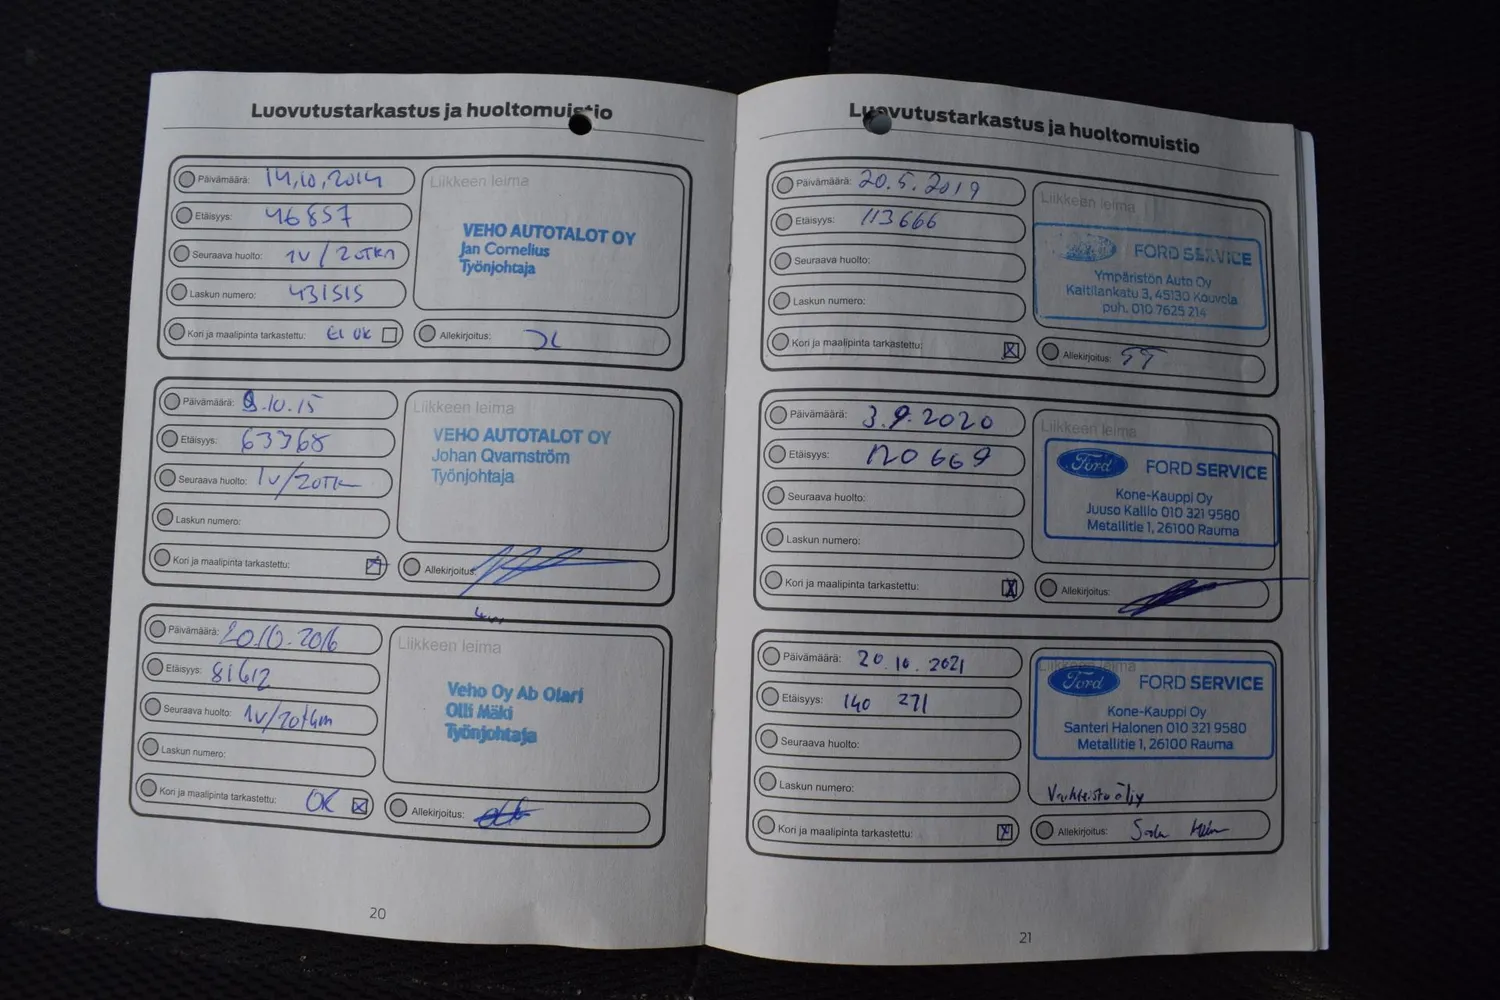 Luovutustarkastus ja huoltomuistio
Päivämäärä: 14.10.2014
Etäisyys: 46857
Seuraava huolto: 1V/20TKM
Laskun numero: 431515
Kori ja maalipinta tarkastettu: EI OK
Liikkeen leima
VEHO AUTOTALOT OY
Jan Cornelius
Työnjohtaja
Allekirjoitus:
Päivämäärä: 9.10.15
Etäisyys: 63368
Seuraava huolto: 1V/20TK
Laskun numero:
Kori ja maalipinta tarkastettu:
Liikkeen leima
VEHO AUTOTALOT OY
Johan Qvarnström
Työnjohtaja
Allekirjoitus:
Päivämäärä: 20.10.2016
Etäisyys: 81612
Seuraava huolto: 1v/20tkm
Laskun numero:
Kori ja maalipinta tarkastettu: OK
Liikkeen leima
Veho Oy Ab Olari
Olli Mäki
Työnjohtaja
Allekirjoitus:
20
Luovutustarkastus ja huoltomuistio
Päivämäärä: 20.5.2019
Etäisyys: 113666
Seuraava huolto:
Laskun numero:
Kori ja maalipinta tarkastettu:
Liikkeen leima
FORD SERVICE
Ympäristön Auto Oy
Kaitilankatu 3, 45130 Kouvola
puh. 010 7625 214
Allekirjoitus:
Päivämäärä: 3.9.2020
Etäisyys: 120669
Seuraava huolto:
Laskun numero:
Kori ja maalipinta tarkastettu:
Liikkeen leima
Ford FORD SERVICE
Kone-Kauppi Oy
Juuso Kallio 010 321 9580
Metallitie 1, 26100 Rauma
Allekirjoitus:
Päivämäärä: 20.10.2021
Etäisyys: 140 271
Seuraava huolto:
Laskun numero:
Kori ja maalipinta tarkastettu:
Liikkeen leima
Ford FORD SERVICE
Kone-Kauppi Oy
Santeri Halonen 010 321 9580
Metallitie 1, 26100 Rauma
Vaihteistoöljy
Allekirjoitus:
21